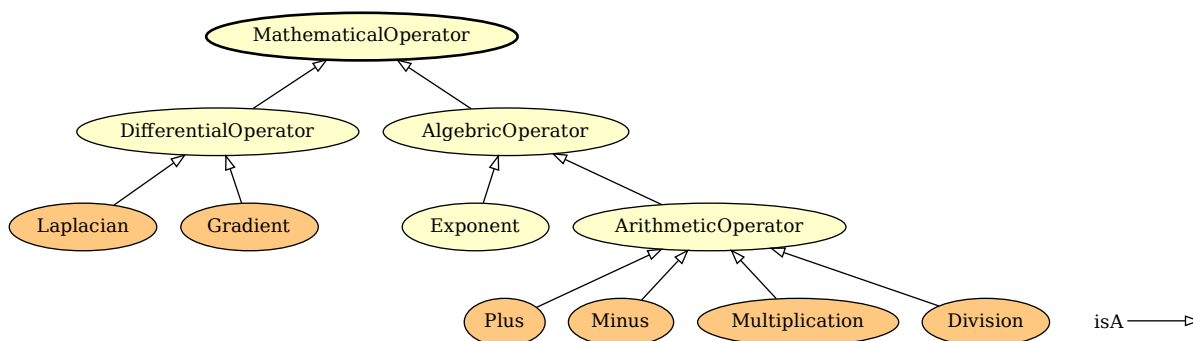 MathematicalOperator
DifferentialOperator
AlgebricOperator
Laplacian
Gradient
Exponent
ArithmeticOperator
Plus
Minus
Multiplication
Division
isA